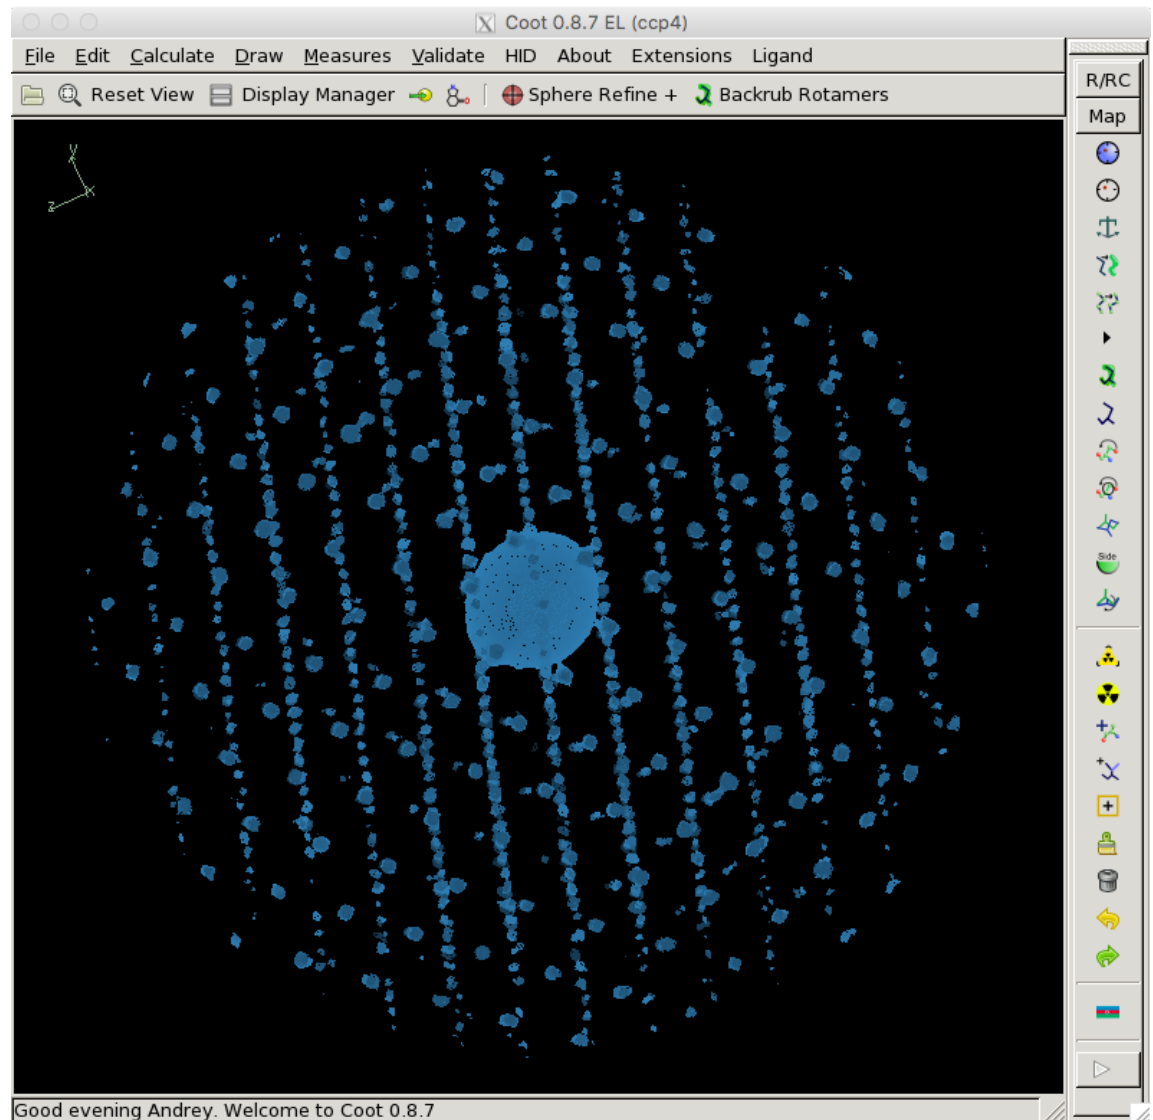 Coot 0.8.7 EL (ccp4)
File Edit Calculate Draw Measures Validate HID About Extensions Ligand
Reset View Display Manager Sphere Refine + Backrub Rotamers
R/RC
Map
y
x
z
Side
Good evening Andrey. Welcome to Coot 0.8.7